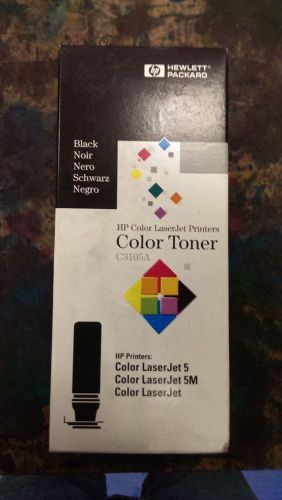 hp HEWLETT
PACKARD
Black
Noir
Nero
Schwarz
Negro
HP Color LaserJet Printers
Color Toner
C3105A
HP Printers:
Color LaserJet 5
Color LaserJet 5M
Color LaserJet